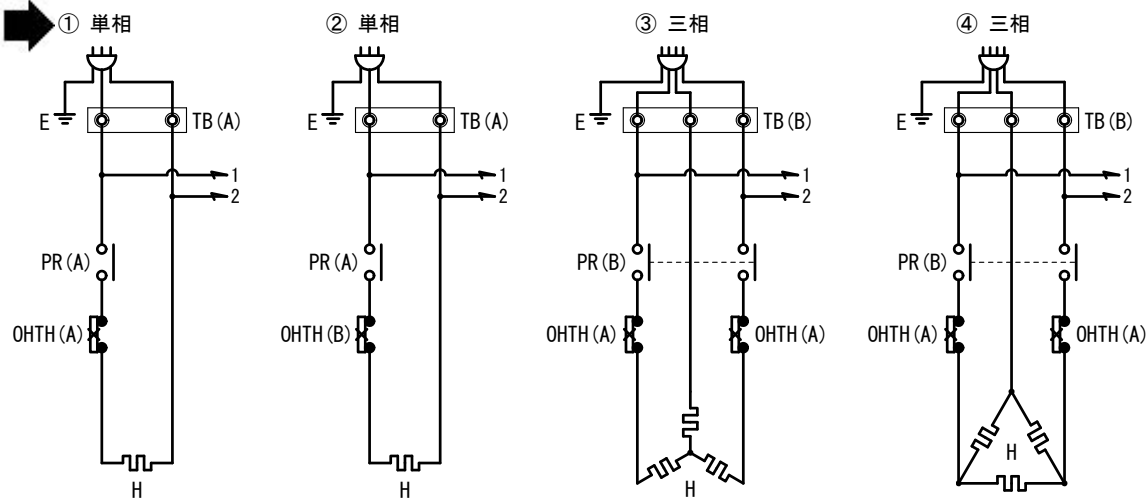 ① 単相
② 単相
③ 三相
④ 三相
E
TB(A)
E
TB(A)
E
TB(B)
E
TB(B)
1
1
1
1
2
2
2
2
PR(A)
PR(A)
PR(B)
PR(B)
OHTH(A)
OHTH(B)
OHTH(A)
OHTH(A)
OHTH(A)
OHTH(A)
H
H
H
H